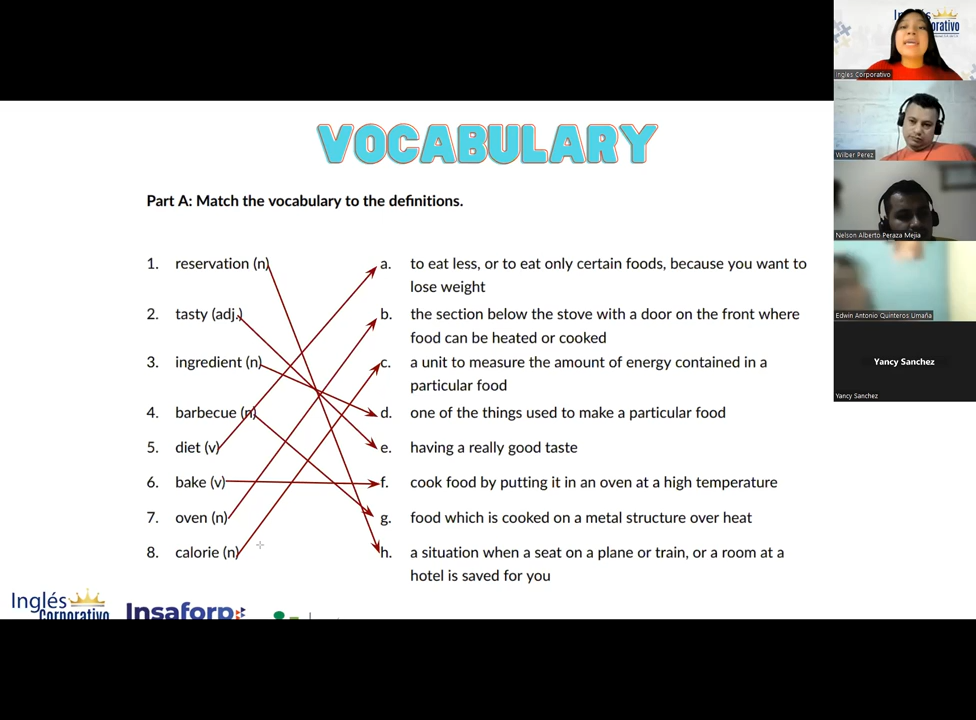 VOCABULARY
Part A: Match the vocabulary to the definitions.
1. reservation (n)
2. tasty (adj.)
3. ingredient (n)
4. barbecue (n)
5. diet (v)
6. bake (v)
7. oven (n)
8. calorie (n)
a. to eat less, or to eat only certain foods, because you want to
lose weight
b. the section below the stove with a door on the front where
food can be heated or cooked
c. a unit to measure the amount of energy contained in a
particular food
d. one of the things used to make a particular food
e. having a really good taste
f. cook food by putting it in an oven at a high temperature
g. food which is cooked on a metal structure over heat
h. a situation when a seat on a plane or train, or a room at a
hotel is saved for you
Inglés
Corporativo
Insaforp
Inglés Corporativo
Wilber Perez
Nelson Alberto Peraza Mejia
Edwin Antonio Quinteros Umaña
Yancy Sanchez
Yancy Sanchez